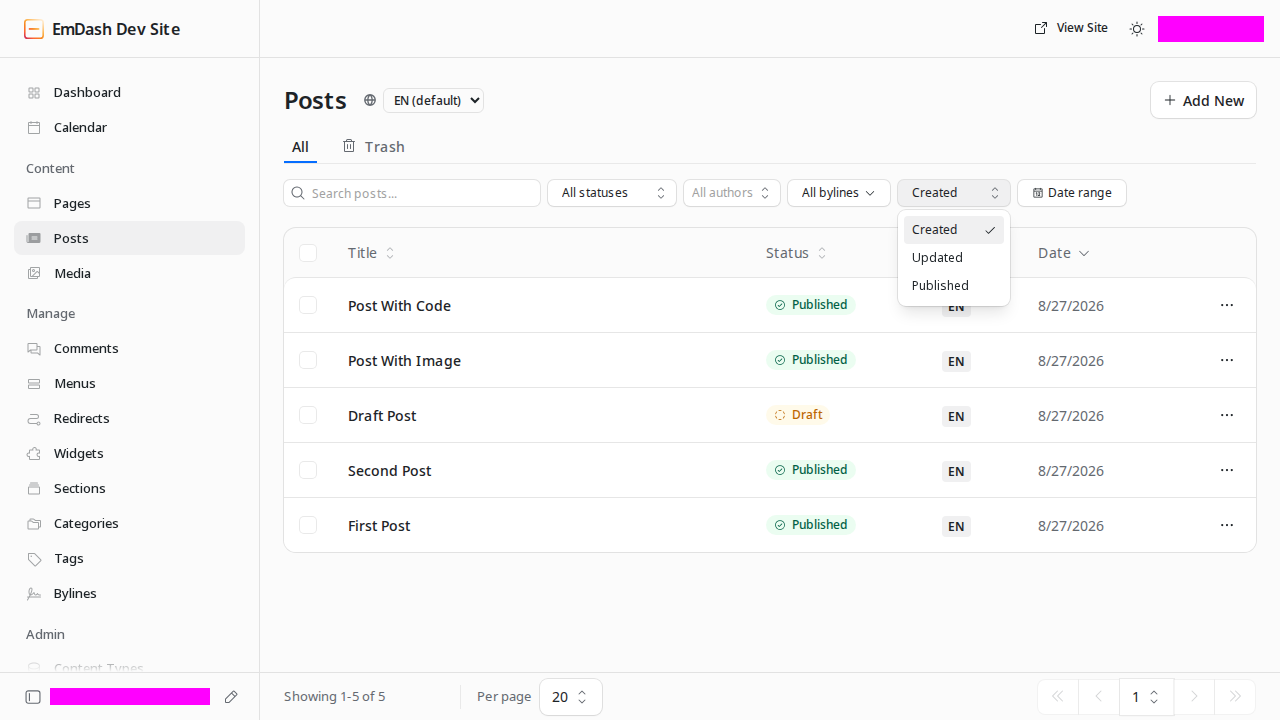 EmDash Dev Site
View Site
Dashboard
Calendar
Content
Pages
Posts
Media
Manage
Comments
Menus
Redirects
Widgets
Sections
Categories
Tags
Bylines
Admin
Content Types
Posts
EN (default)
Add New
All
Trash
Search posts...
All statuses
All authors
All bylines
Created
Date range
Created
Updated
Published
Title
Status
Date
Post With Code
Published
EN
8/27/2026
Post With Image
Published
EN
8/27/2026
Draft Post
Draft
EN
8/27/2026
Second Post
Published
EN
8/27/2026
First Post
Published
EN
8/27/2026
Showing 1-5 of 5
Per page
20
1